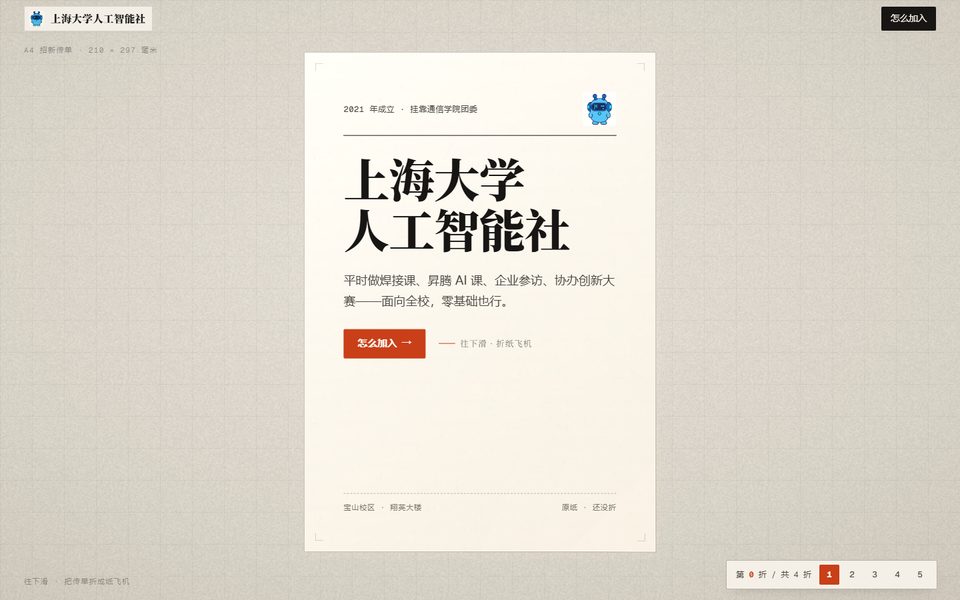 上海大学人工智能社
怎么加入
A4 招新传单 · 210 × 297 毫米
2021 年成立 · 挂靠通信学院团委
上海大学
人工智能社
平时做焊接课、昇腾 AI 课、企业参访、协办创新大
赛——面向全校，零基础也行。
怎么加入 →
往下滑 · 折纸飞机
宝山校区 · 翔英大楼
原纸 · 还没折
往下滑 · 把传单折成纸飞机
第 0 折 / 共 4 折 1 2 3 4 5